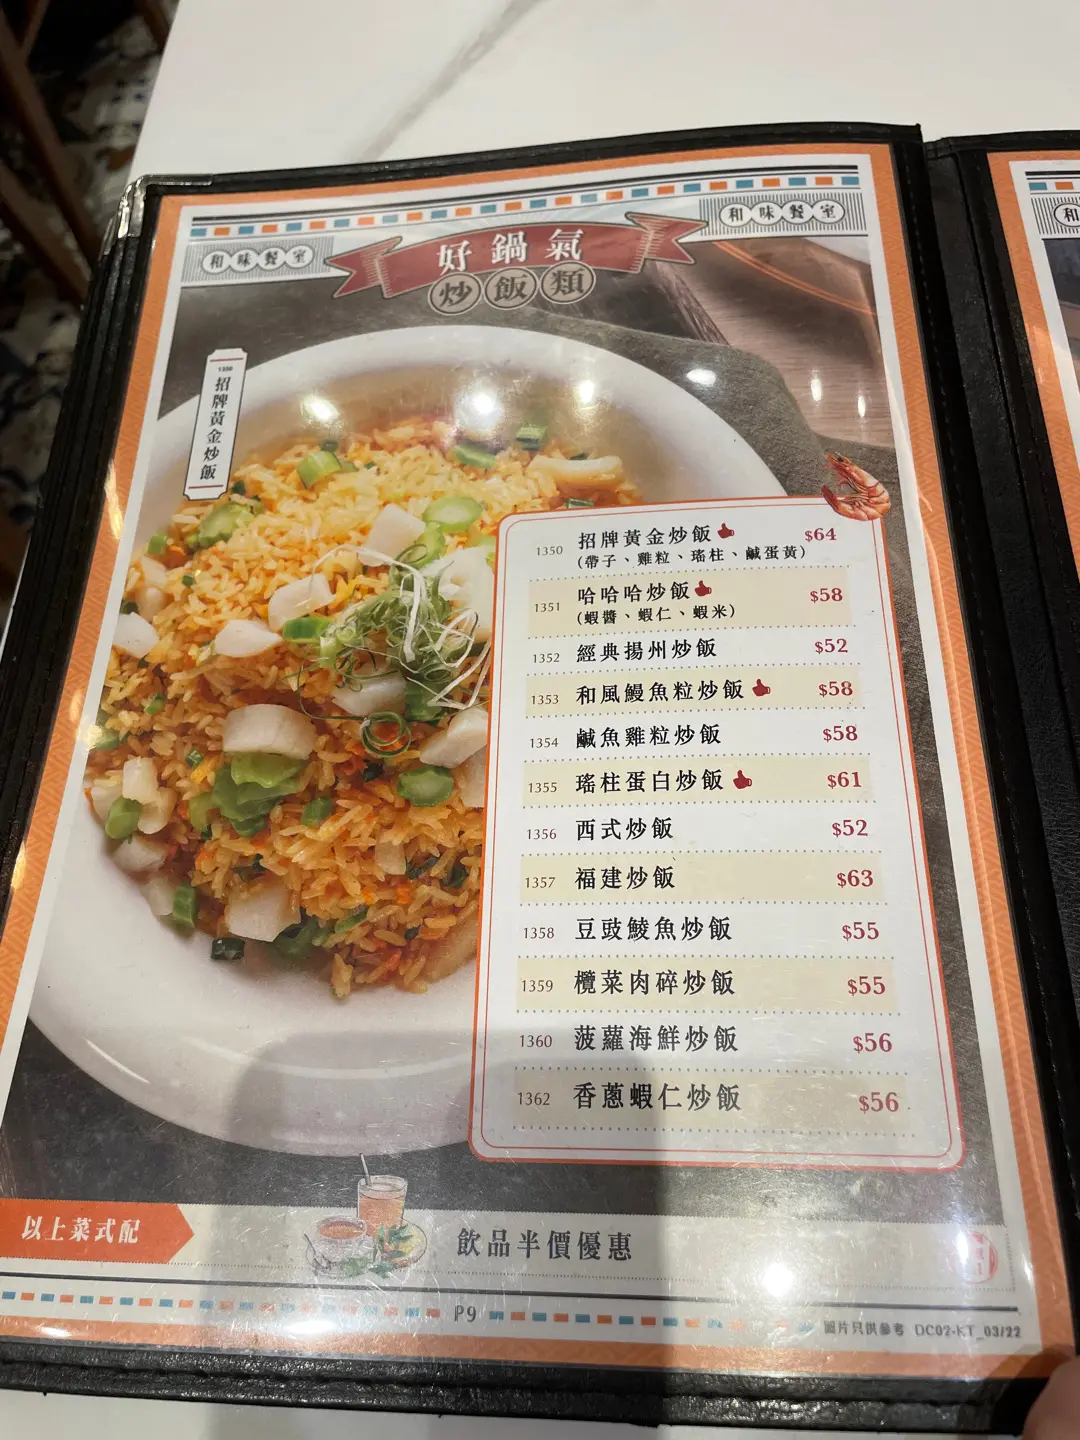 和味餐室
和味餐室
好鍋氣
炒飯類
1350
招牌黃金炒飯
1350 招牌黃金炒飯 $64
(帶子、雞粒、瑤柱、鹹蛋黃)
1351 哈哈哈炒飯 $58
(蝦醬、蝦仁、蝦米)
1352 經典揚州炒飯 $52
1353 和風鰻魚粒炒飯 $58
1354 鹹魚雞粒炒飯 $58
1355 瑤柱蛋白炒飯 $61
1356 西式炒飯 $52
1357 福建炒飯 $63
1358 豆豉鯪魚炒飯 $55
1359 欖菜肉碎炒飯 $55
1360 菠蘿海鮮炒飯 $56
1362 香蔥蝦仁炒飯 $56
以上菜式配
飲品半價優惠
P9
圖片只供參考 DC02-KT_03/22
和